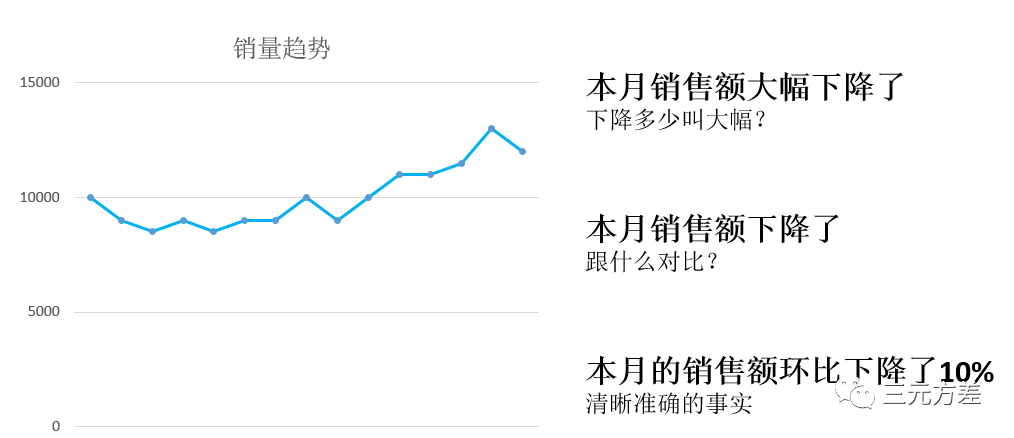 销量趋势
15000
10000
5000
0
本月销售额大幅下降了
下降多少叫大幅？
本月销售额下降了
跟什么对比？
本月的销售额环比下降了10%
清晰准确的事实
三元方差